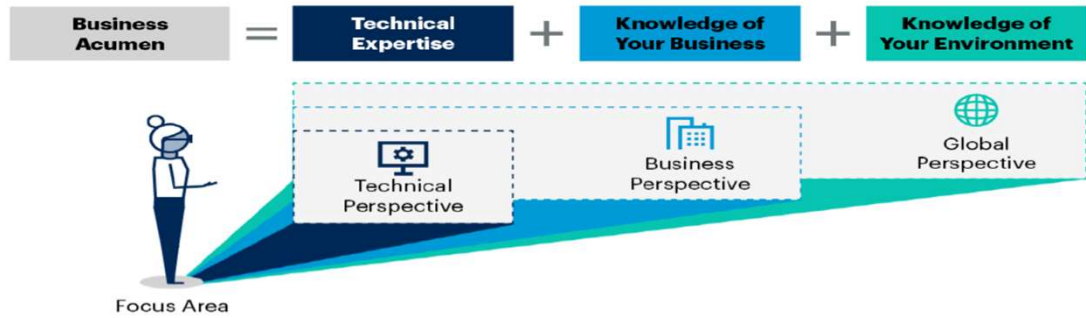 Business
Acumen
=
Technical
Expertise
+
Knowledge of
Your Business
+
Knowledge of
Your Environment
Technical
Perspective
Business
Perspective
Global
Perspective
Focus Area